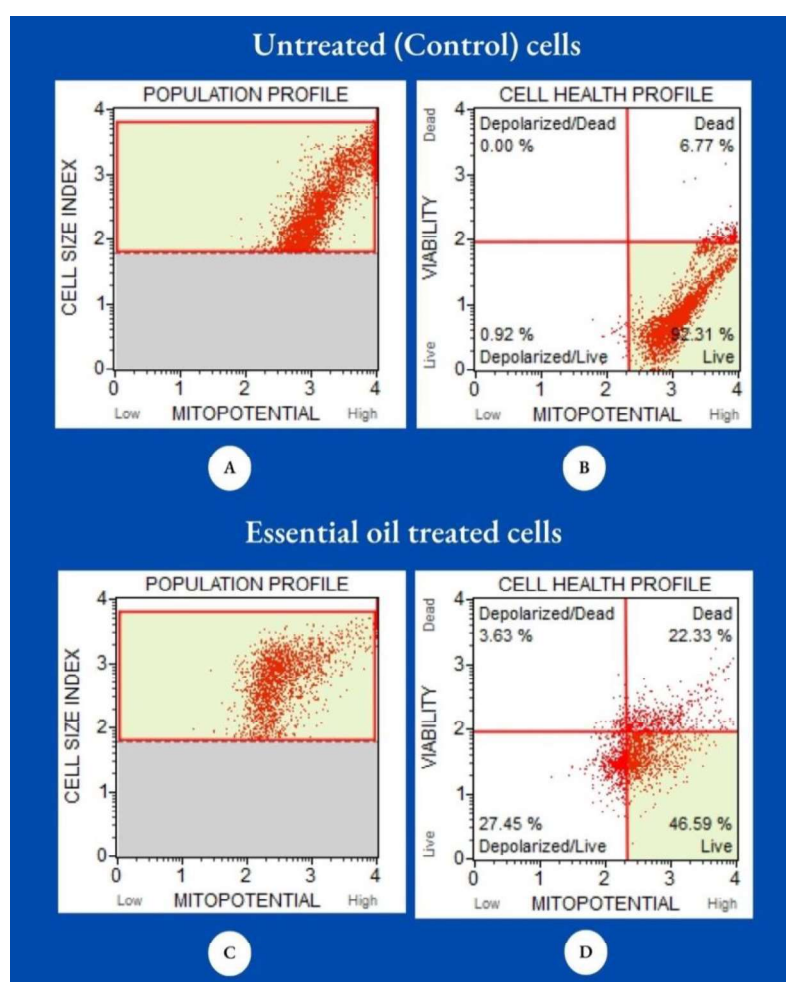 Untreated (Control) cells
POPULATION PROFILE
4
3
2
1
0
CELL SIZE INDEX
0 1 2 3 4
Low MITOPOTENTIAL High
A
CELL HEALTH PROFILE
4
3
2
1
0
Dead
VIABILITY
Live
Depolarized/Dead Dead
0.00 % 6.77 %
0.92 % 92.31 %
Depolarized/Live Live
0 1 2 3 4
Low MITOPOTENTIAL High
B
Essential oil treated cells
POPULATION PROFILE
4
3
2
1
0
CELL SIZE INDEX
0 1 2 3 4
Low MITOPOTENTIAL High
C
CELL HEALTH PROFILE
4
3
2
1
0
Dead
VIABILITY
Live
Depolarized/Dead Dead
3.63 % 22.33 %
27.45 % 46.59 %
Depolarized/Live Live
0 1 2 3 4
Low MITOPOTENTIAL High
D